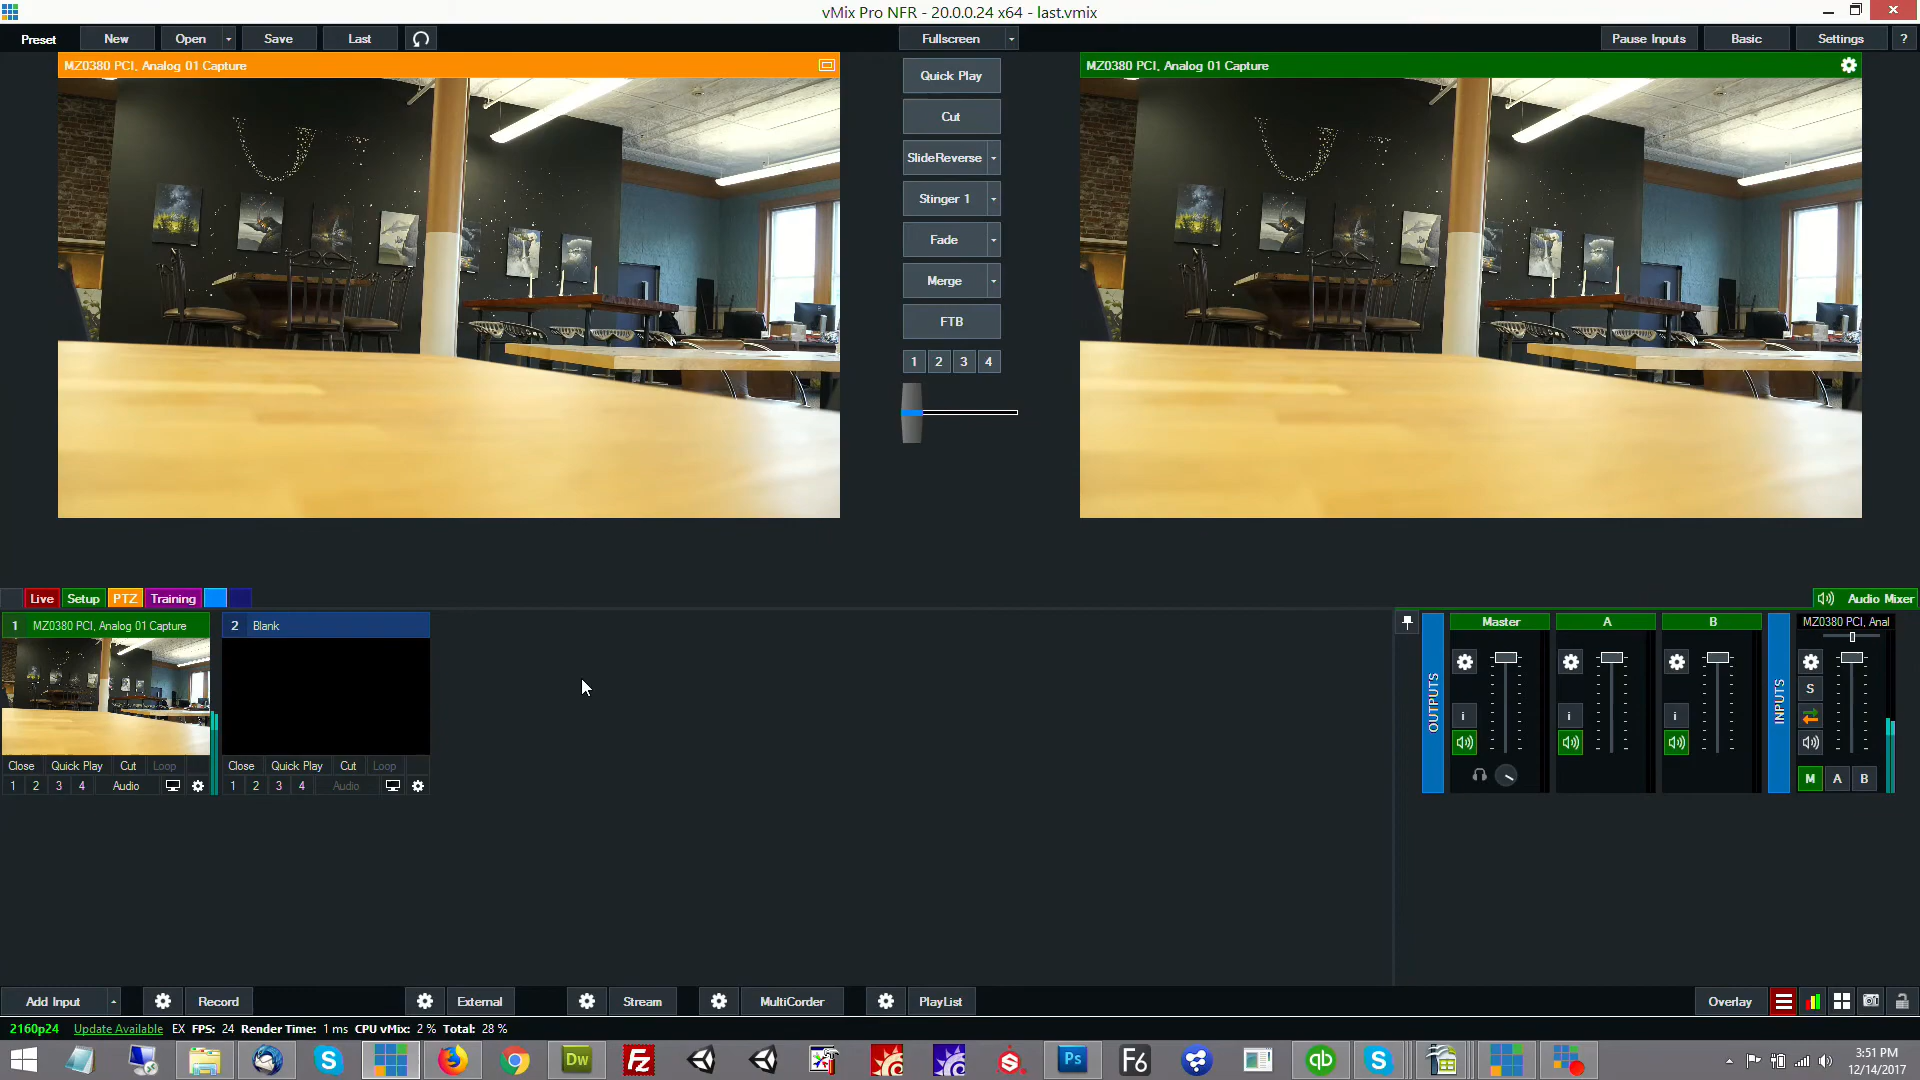 vMix Pro NFR - 20.0.0.24 x64 - last.vmix
Preset New Open Save Last Fullscreen Pause Inputs Basic Settings ?
MZ0380 PCI, Analog 01 Capture
MZ0380 PCI, Analog 01 Capture
Quick Play
Cut
SlideReverse
Stinger 1
Fade
Merge
FTB
1 2 3 4
Live Setup PTZ Training
Audio Mixer
1 MZ0380 PCI, Analog 01 Capture
Close Quick Play Cut Loop
1 2 3 4 Audio
2 Blank
Close Quick Play Cut Loop
1 2 3 4 Audio
OUTPUTS
Master
i
A
i
B
i
INPUTS
MZ0380 PCI, Anal
S
M A B
Add Input Record External Stream MultiCorder PlayList Overlay
2160p24 Update Available EX FPS: 24 Render Time: 1 ms CPU vMix: 2 % Total: 28 %
S Dw Fz S Ps F6 qb S
3:51 PM
12/14/2017